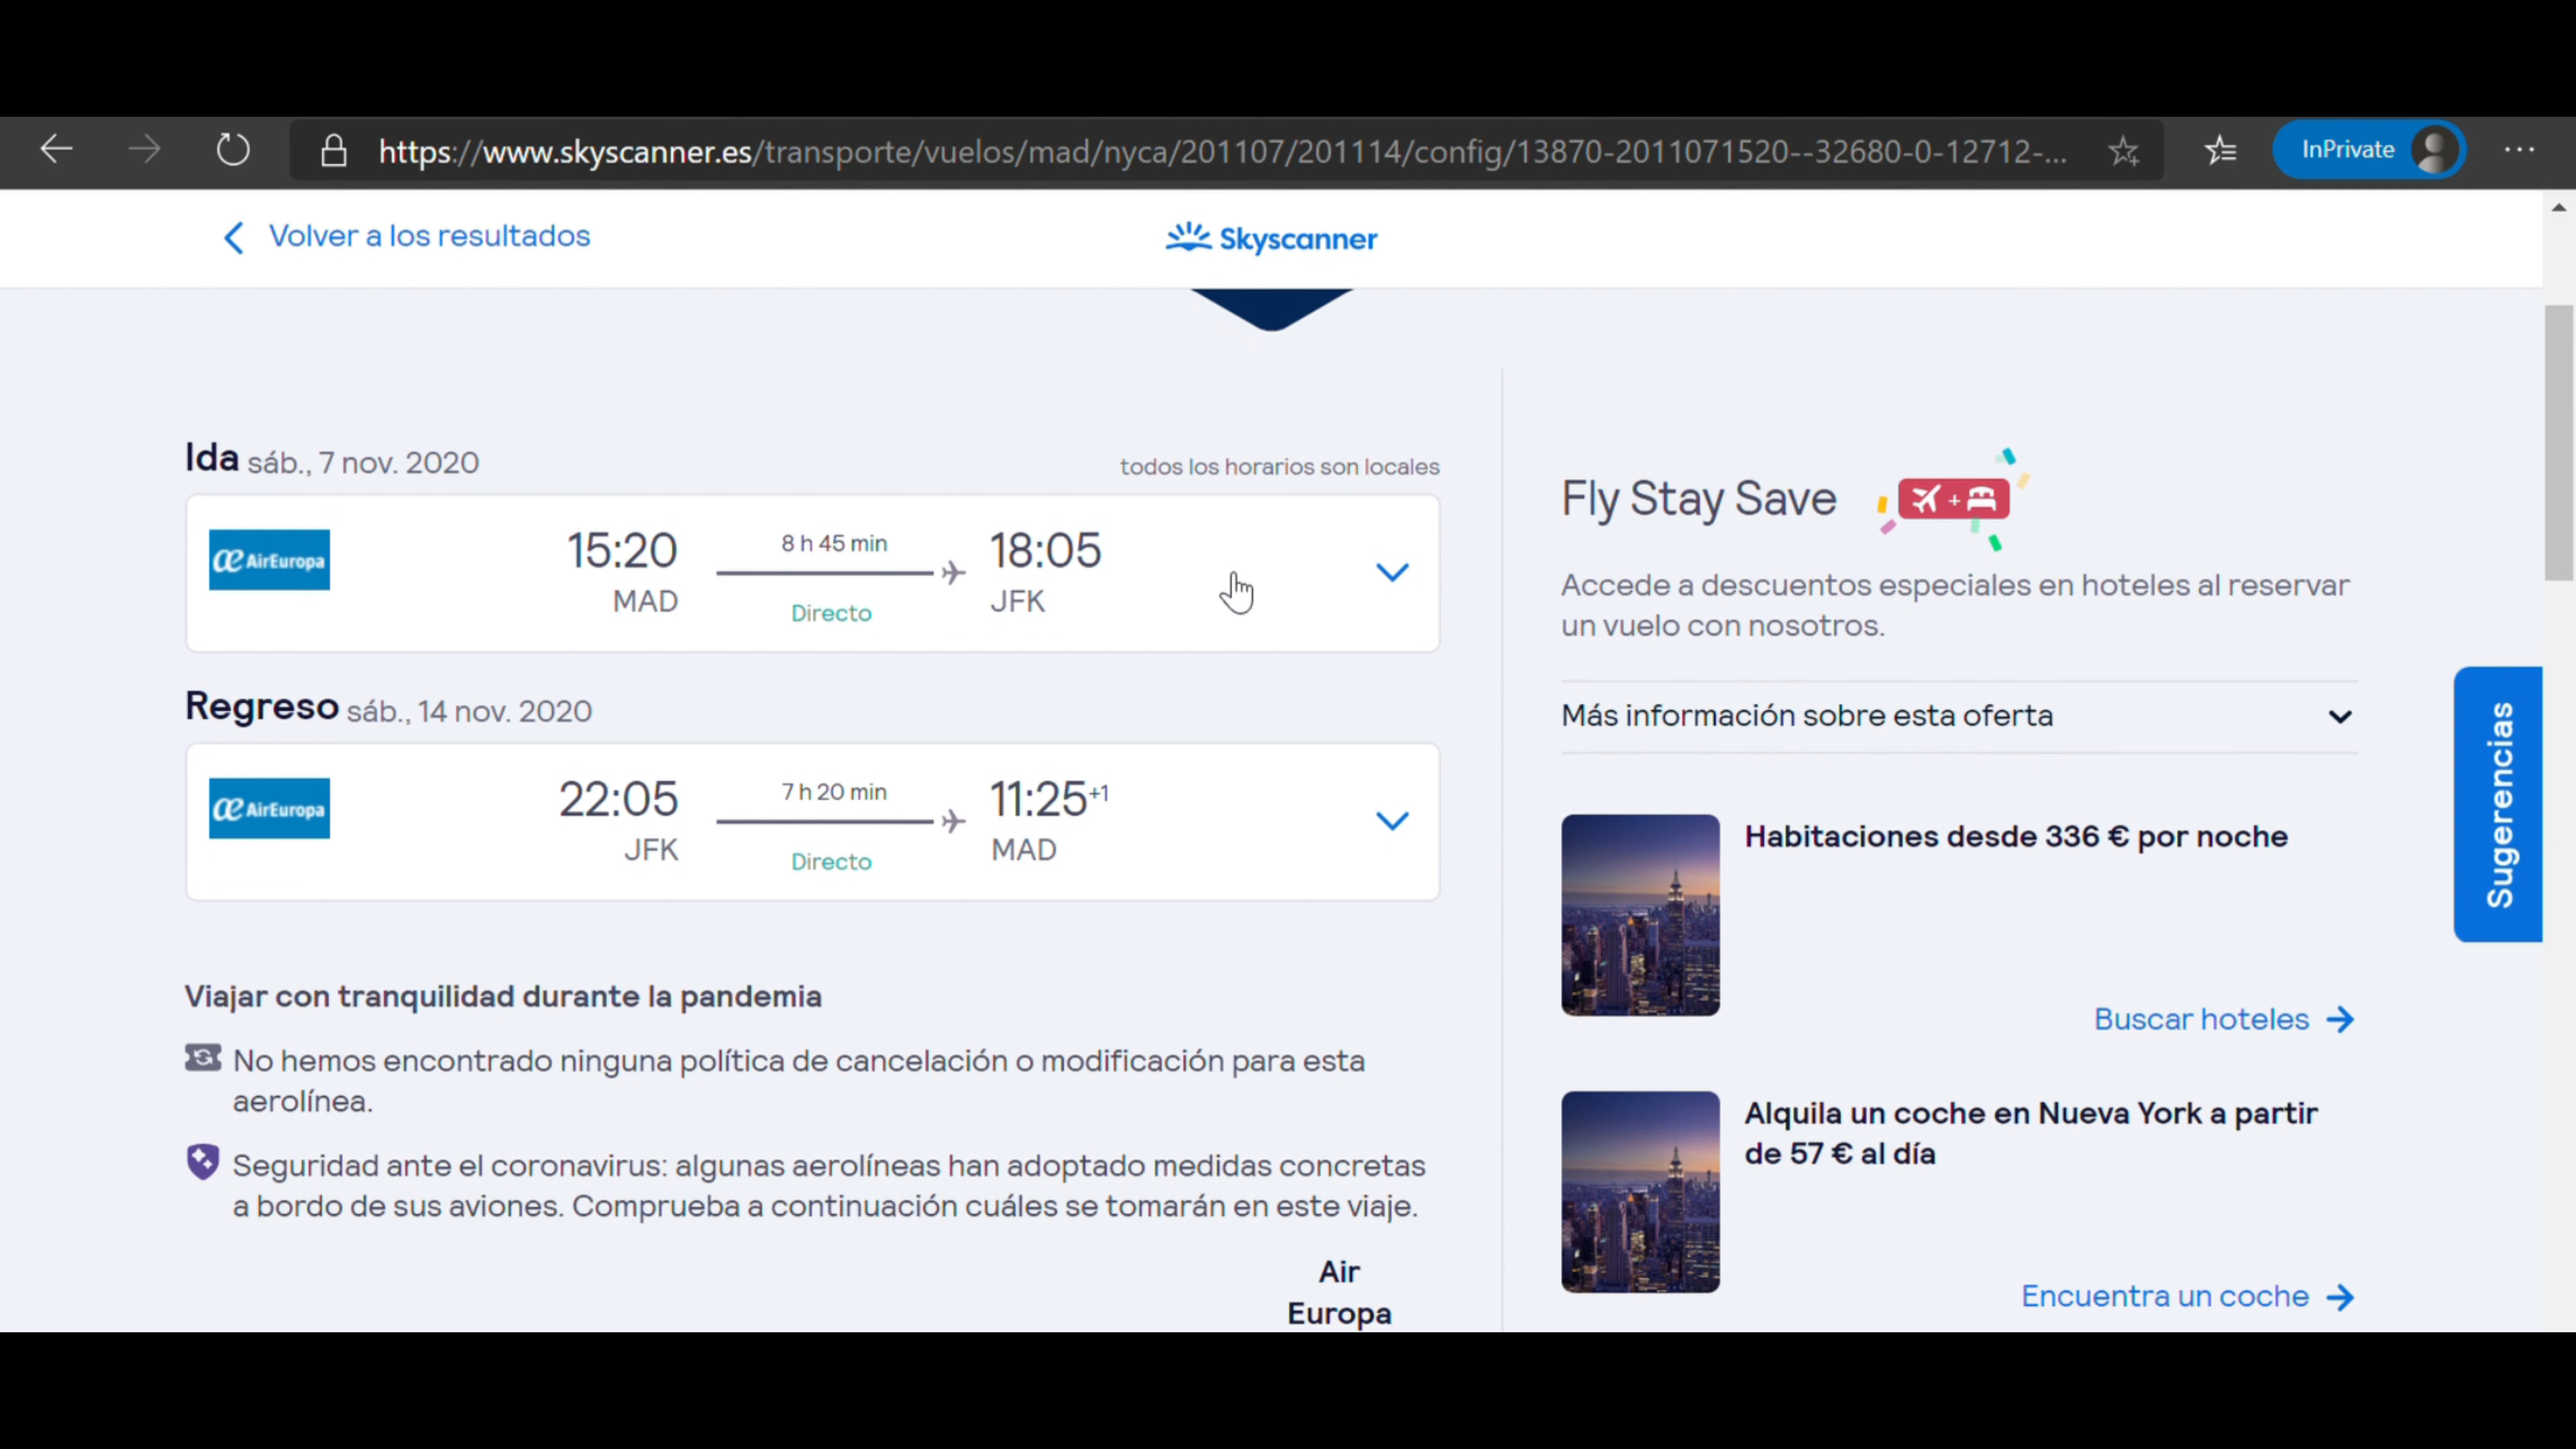 https://www.skyscanner.es/transporte/vuelos/mad/nyca/201107/201114/config/13870-2011071520--32680-0-12712-...
InPrivate
Volver a los resultados
Skyscanner
Ida sáb., 7 nov. 2020
todos los horarios son locales
AirEuropa
15:20
8 h 45 min
18:05
MAD
Directo
JFK
Regreso sáb., 14 nov. 2020
AirEuropa
22:05
7 h 20 min
11:25+1
JFK
Directo
MAD
Viajar con tranquilidad durante la pandemia
No hemos encontrado ninguna política de cancelación o modificación para esta
aerolínea.
Seguridad ante el coronavirus: algunas aerolíneas han adoptado medidas concretas
a bordo de sus aviones. Comprueba a continuación cuáles se tomarán en este viaje.
Air
Europa
Fly Stay Save
Accede a descuentos especiales en hoteles al reservar
un vuelo con nosotros.
Más información sobre esta oferta
Habitaciones desde 336 € por noche
Buscar hoteles
Alquila un coche en Nueva York a partir
de 57 € al día
Encuentra un coche
Sugerencias